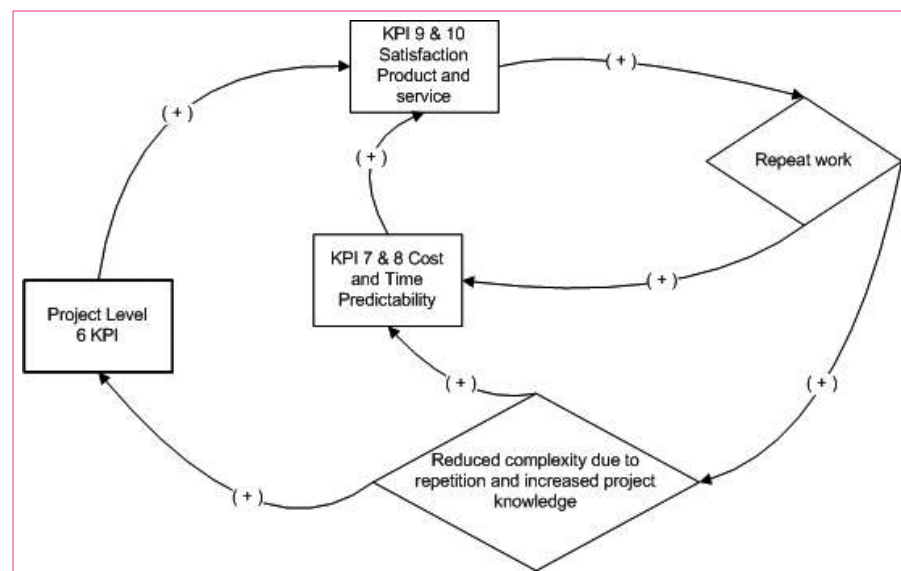 KPI 9 & 10
Satisfaction
Product and
service
( + )
( + )
( + )
Repeat work
KPI 7 & 8 Cost
and Time
Predictability
( + )
Project Level
6 KPI
( + )
( + )
Reduced complexity due to
repetition and increased project
knowledge
( + )